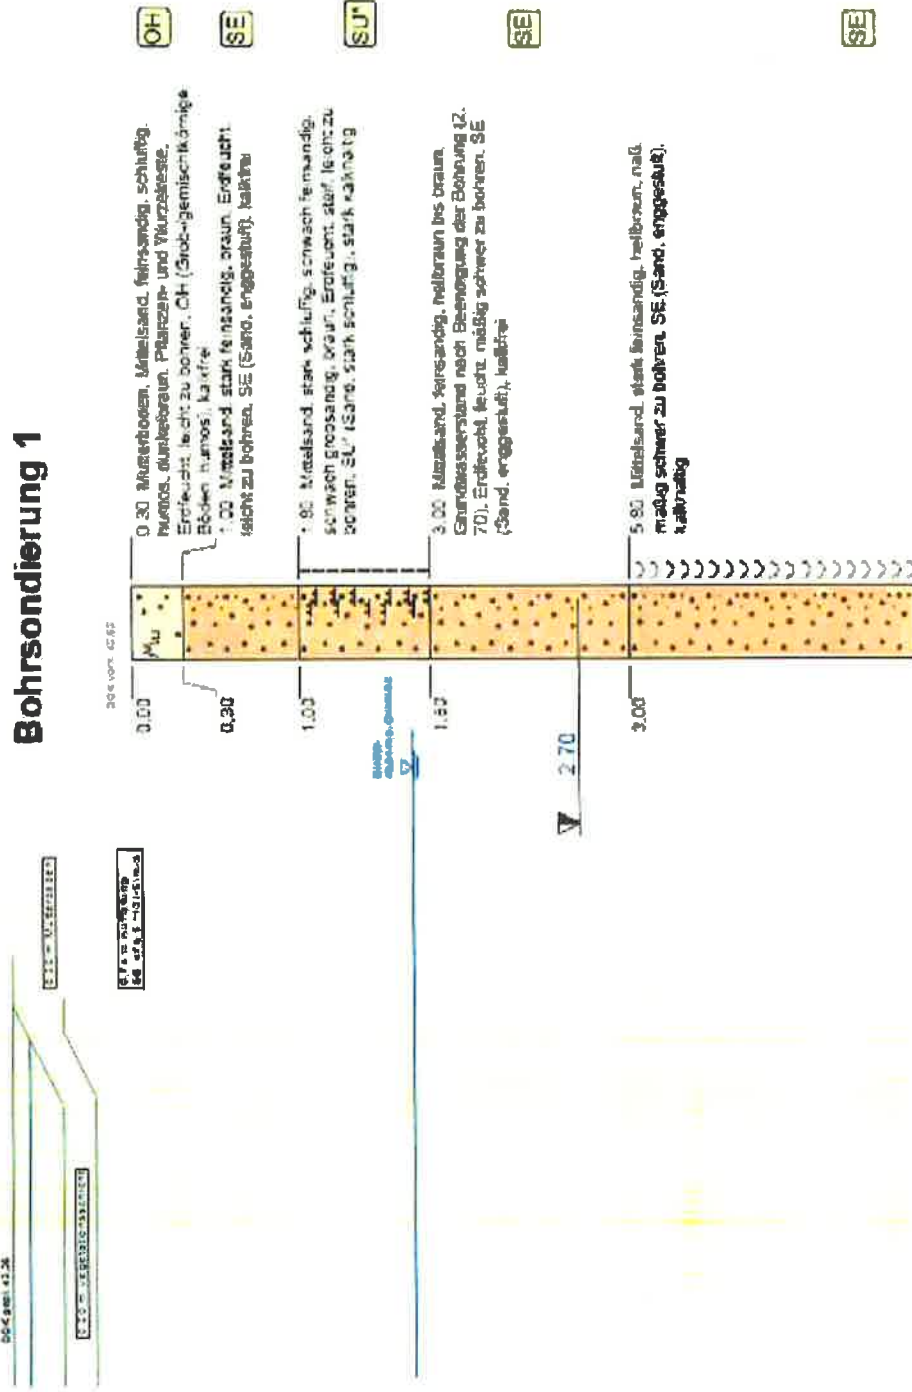 Bohrsondierung 1
0.00
0.30 Mutterboden, Mittelsand, feinsandig, schluffig,
humos, dunkelbraun, Pflanzen- und Wurzelreste,
Erdfeucht, leicht zu bohren, OH (Grob-/gemischtkörnige
Böden, humos), kalkfrei
OH
Mu
0.30
1.00 Mittelsand, stark feinsandig, braun, Erdfeucht,
leicht zu bohren, SE (Sand, enggestuft), kalkfrei
SE
1.00
1.80 Mittelsand, stark schluffig, schwach feinsandig,
schwach grobsandig, braun, Erdfeucht, steif, leicht zu
bohren, SU* (Sand, stark schluffig), stark kalkhaltig
SU*
1.80
3.00 Mittelsand, feinsandig, hellbraun bis braun,
Grundwasserstand nach Beendigung der Bohrung (2.
70), Erdfeucht, feucht, mäßig schwer zu bohren, SE
(Sand, enggestuft), kalkfrei
SE
2.70
3.00
5.80 Mittelsand, stark feinsandig, hellbraun, naß,
mäßig schwer zu bohren, SE (Sand, enggestuft),
kalkhaltig
SE
0.20 m Vegetationsschicht